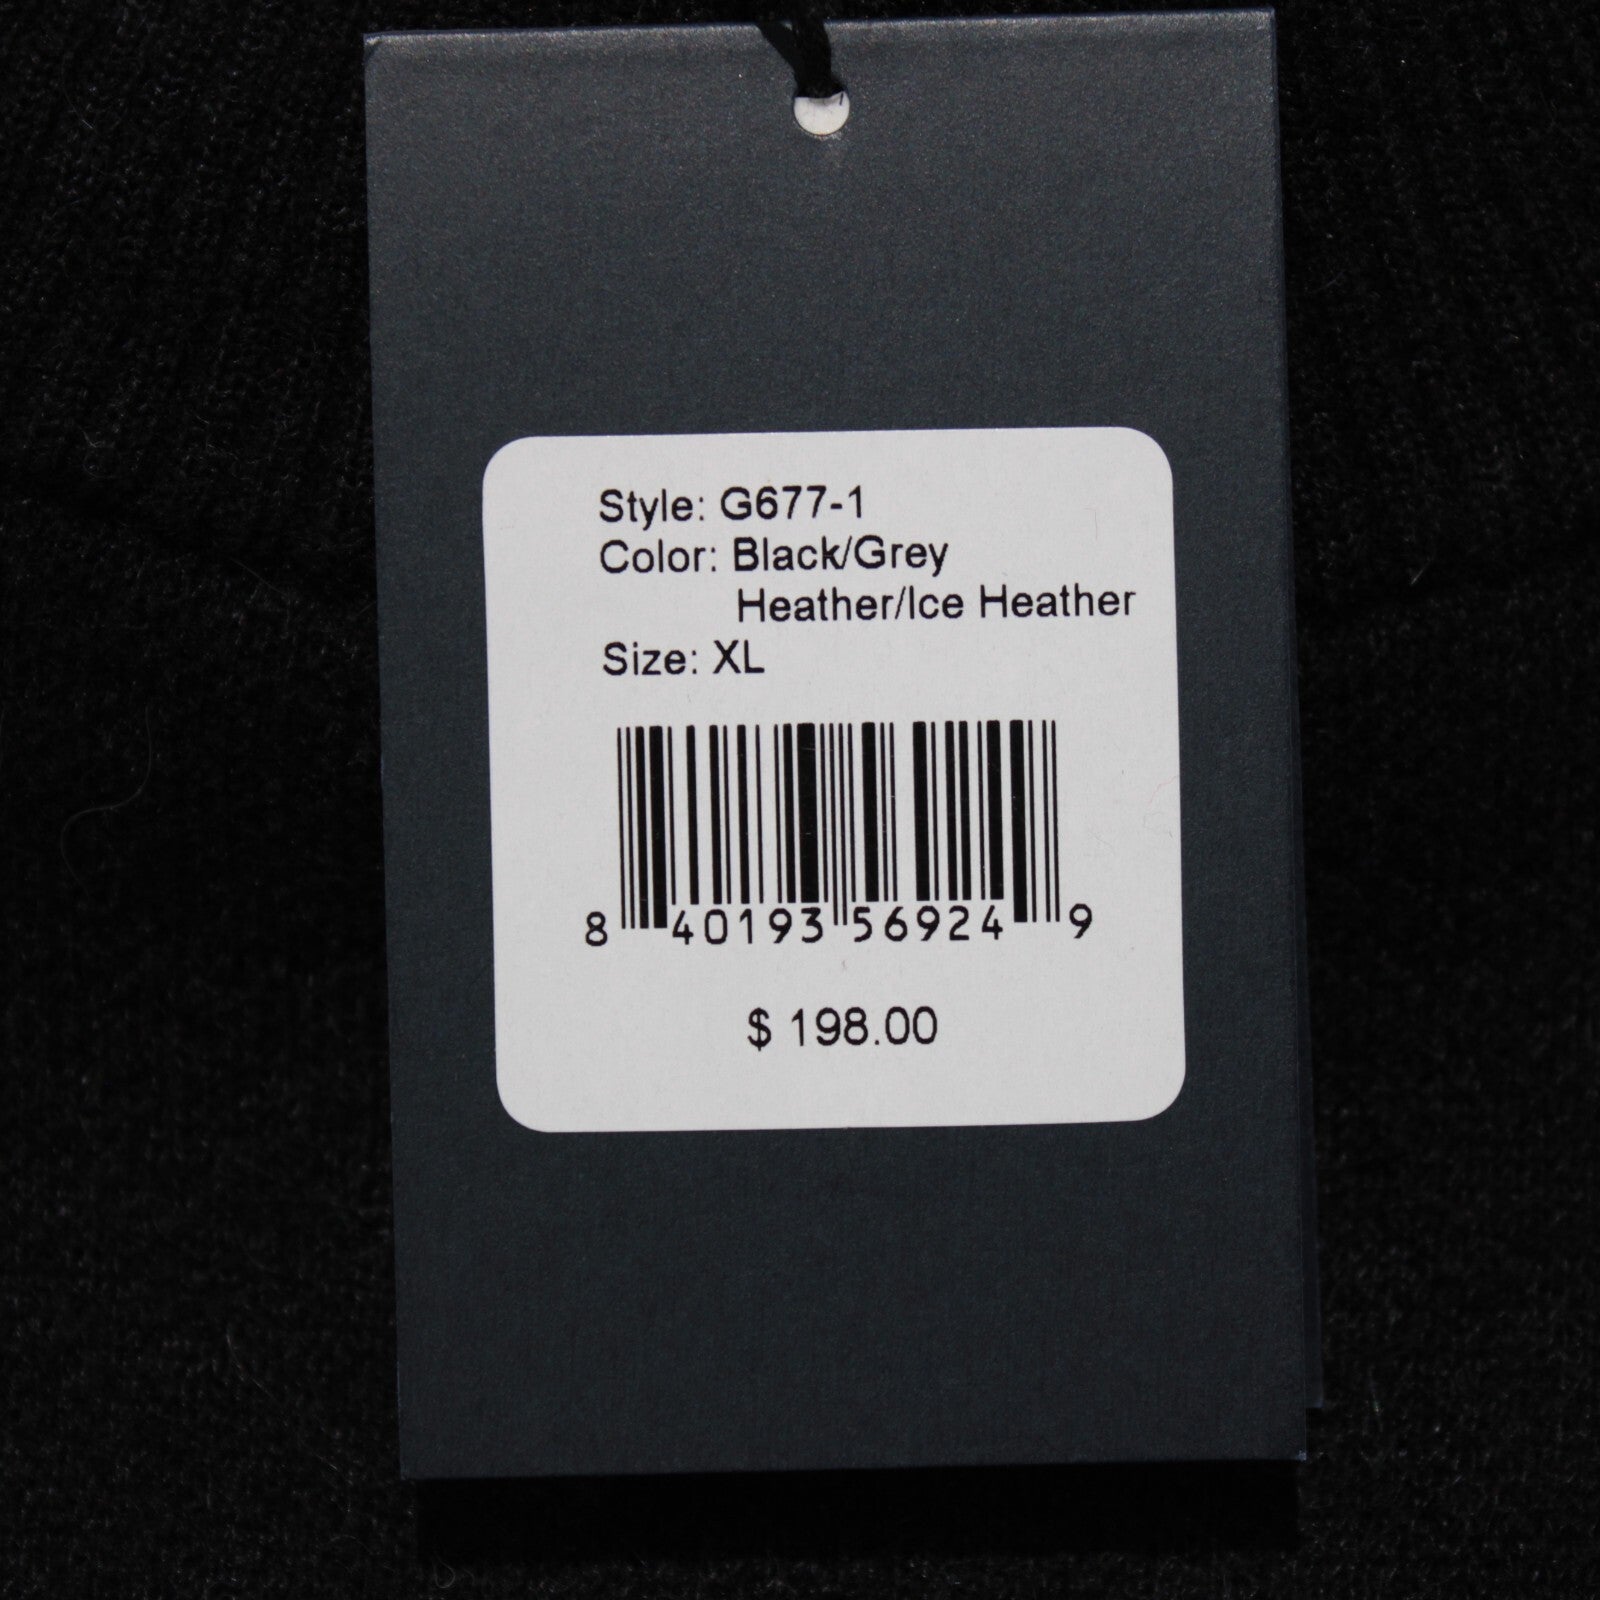 Style: G677-1
Color: Black/Grey
Heather/Ice Heather
Size: XL
8 40193 56924 9
$ 198.00